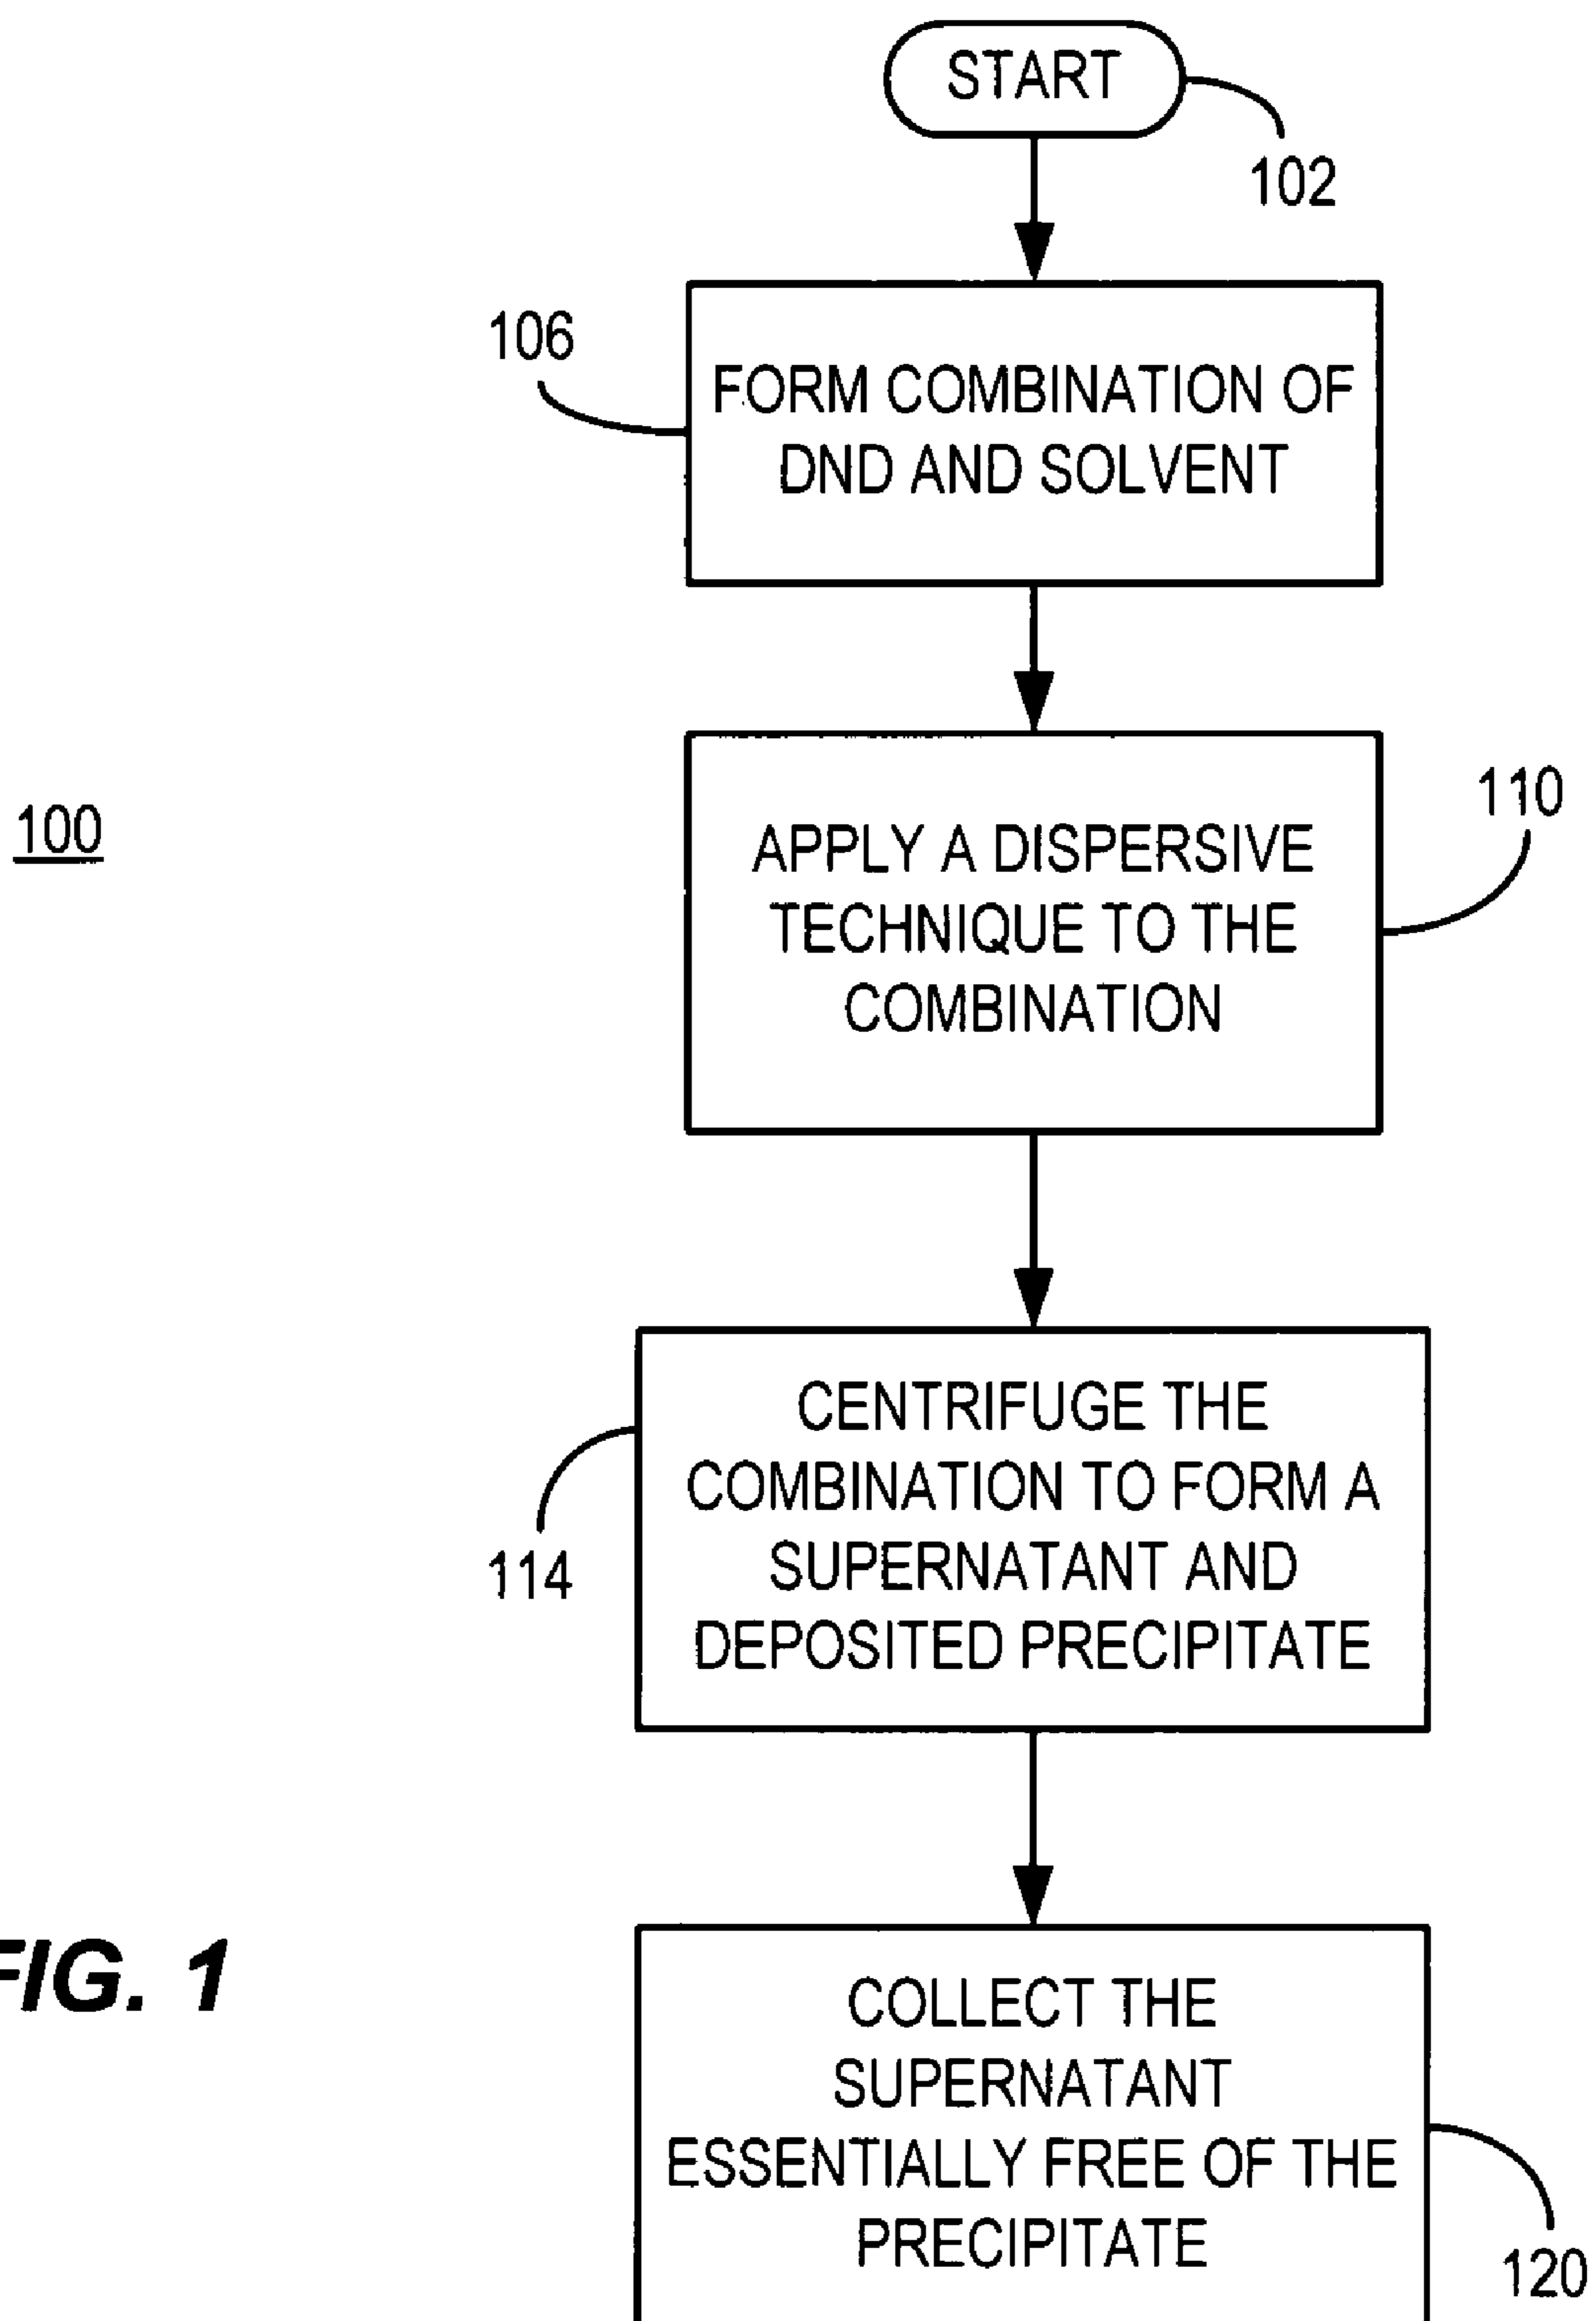 START
102
106
FORM COMBINATION OF
DND AND SOLVENT
100
110
APPLY A DISPERSIVE
TECHNIQUE TO THE
COMBINATION
CENTRIFUGE THE
COMBINATION TO FORM A
SUPERNATANT AND
DEPOSITED PRECIPITATE
114
FIG. 1
COLLECT THE
SUPERNATANT
ESSENTIALLY FREE OF THE
PRECIPITATE
120